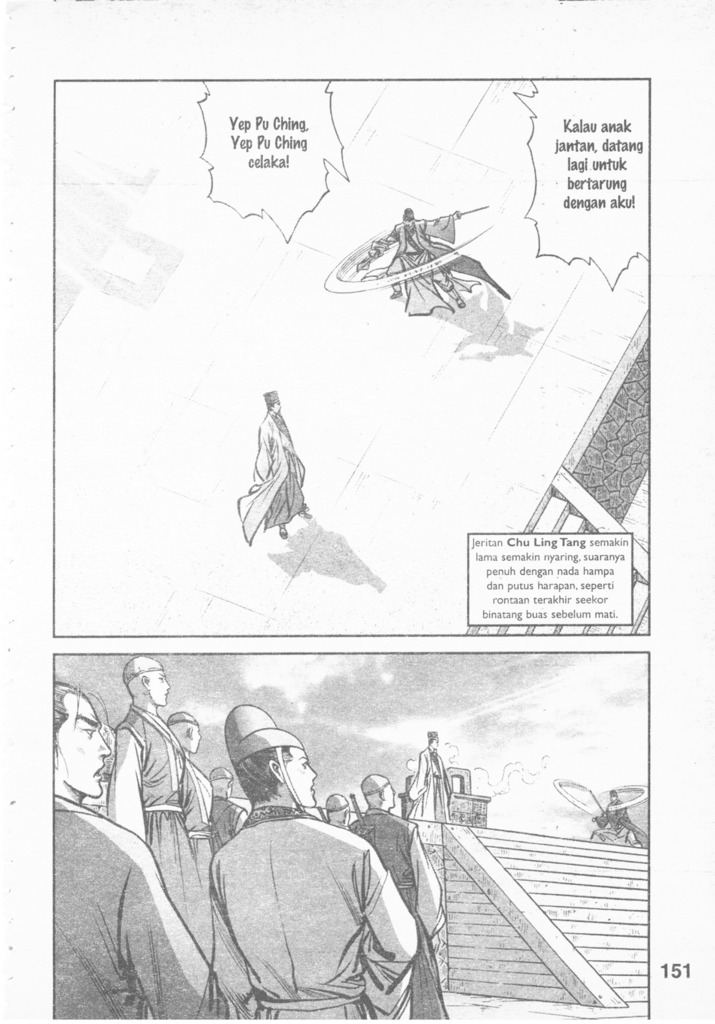 Yep Pu Ching,
Yep Pu Ching
celaka!
Kalau anak
jantan, datang
lagi untuk
bertarung
dengan aku!
Jeritan Chu Ling Tang semakin
lama semakin nyaring, suaranya
penuh dengan nada hampa
dan putus harapan, seperti
rontaan terakhir seekor
binatang buas sebelum mati.
151